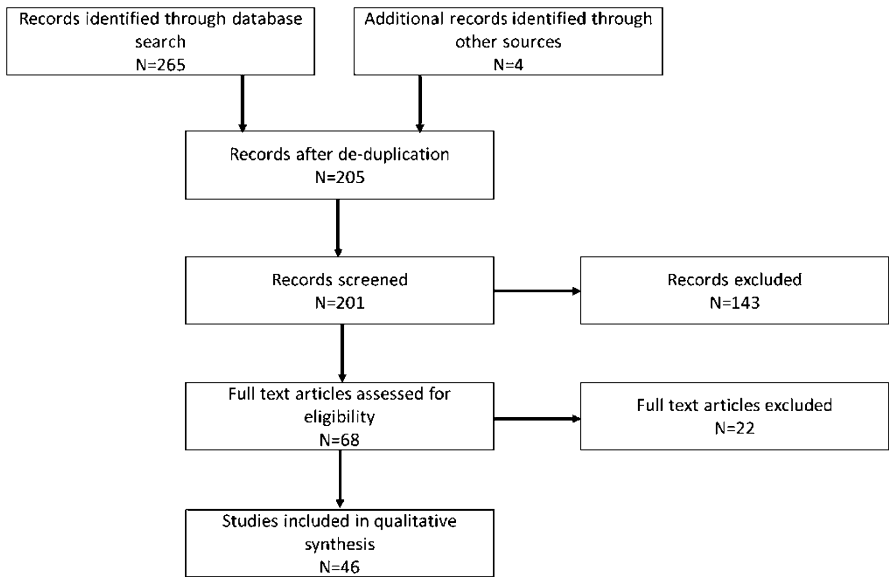 Records identified through database
search
N=265
Additional records identified through
other sources
N=4
Records after de-duplication
N=205
Records screened
N=201
Records excluded
N=143
Full text articles assessed for
eligibility
N=68
Full text articles excluded
N=22
Studies included in qualitative
synthesis
N=46